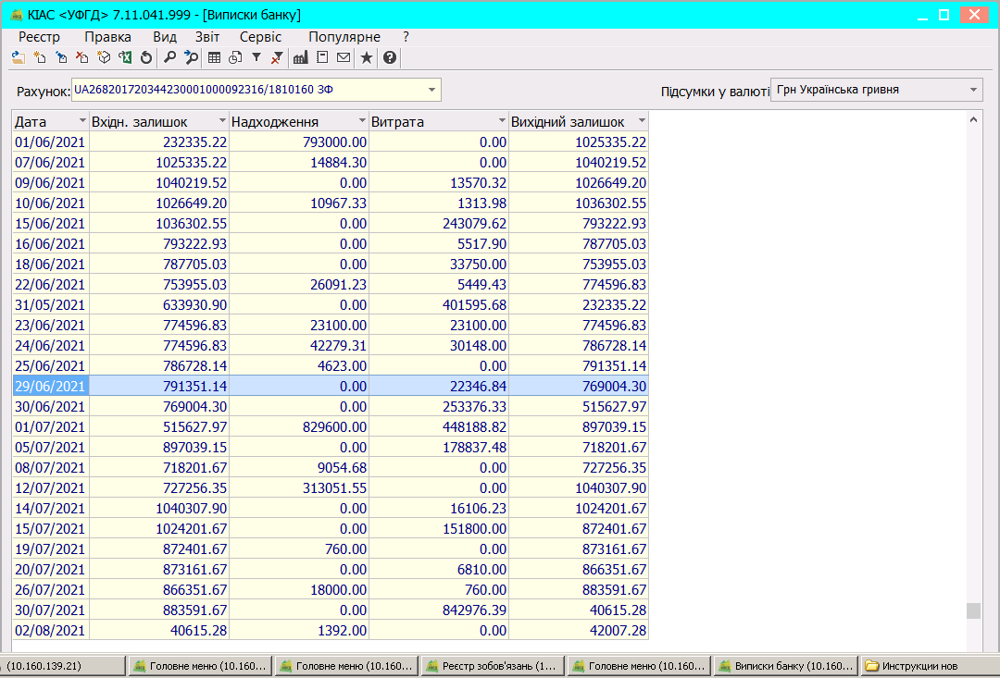 КІАС <УФГД> 7.11.041.999 - [Виписки банку]
Реєстр Правка Вид Звіт Сервіс Популярне ?
Рахунок: UA268201720344230001000092316/1810160 ЗФ Підсумки у валюті Грн Українська гривня
Дата Вхідн. залишок Надходження Витрата Вихідний залишок
01/06/2021 232335.22 793000.00 0.00 1025335.22
07/06/2021 1025335.22 14884.30 0.00 1040219.52
09/06/2021 1040219.52 0.00 13570.32 1026649.20
10/06/2021 1026649.20 10967.33 1313.98 1036302.55
15/06/2021 1036302.55 0.00 243079.62 793222.93
16/06/2021 793222.93 0.00 5517.90 787705.03
18/06/2021 787705.03 0.00 33750.00 753955.03
22/06/2021 753955.03 26091.23 5449.43 774596.83
31/05/2021 633930.90 0.00 401595.68 232335.22
23/06/2021 774596.83 23100.00 23100.00 774596.83
24/06/2021 774596.83 42279.31 30148.00 786728.14
25/06/2021 786728.14 4623.00 0.00 791351.14
29/06/2021 791351.14 0.00 22346.84 769004.30
30/06/2021 769004.30 0.00 253376.33 515627.97
01/07/2021 515627.97 829600.00 448188.82 897039.15
05/07/2021 897039.15 0.00 178837.48 718201.67
08/07/2021 718201.67 9054.68 0.00 727256.35
12/07/2021 727256.35 313051.55 0.00 1040307.90
14/07/2021 1040307.90 0.00 16106.23 1024201.67
15/07/2021 1024201.67 0.00 151800.00 872401.67
19/07/2021 872401.67 760.00 0.00 873161.67
20/07/2021 873161.67 0.00 6810.00 866351.67
26/07/2021 866351.67 18000.00 760.00 883591.67
30/07/2021 883591.67 0.00 842976.39 40615.28
02/08/2021 40615.28 1392.00 0.00 42007.28
(10.160.139.21) Головне меню (10.160... Головне меню (10.160... Реєстр зобов'язань (1... Головне меню (10.160... Виписки банку (10.160... Инструкции нов